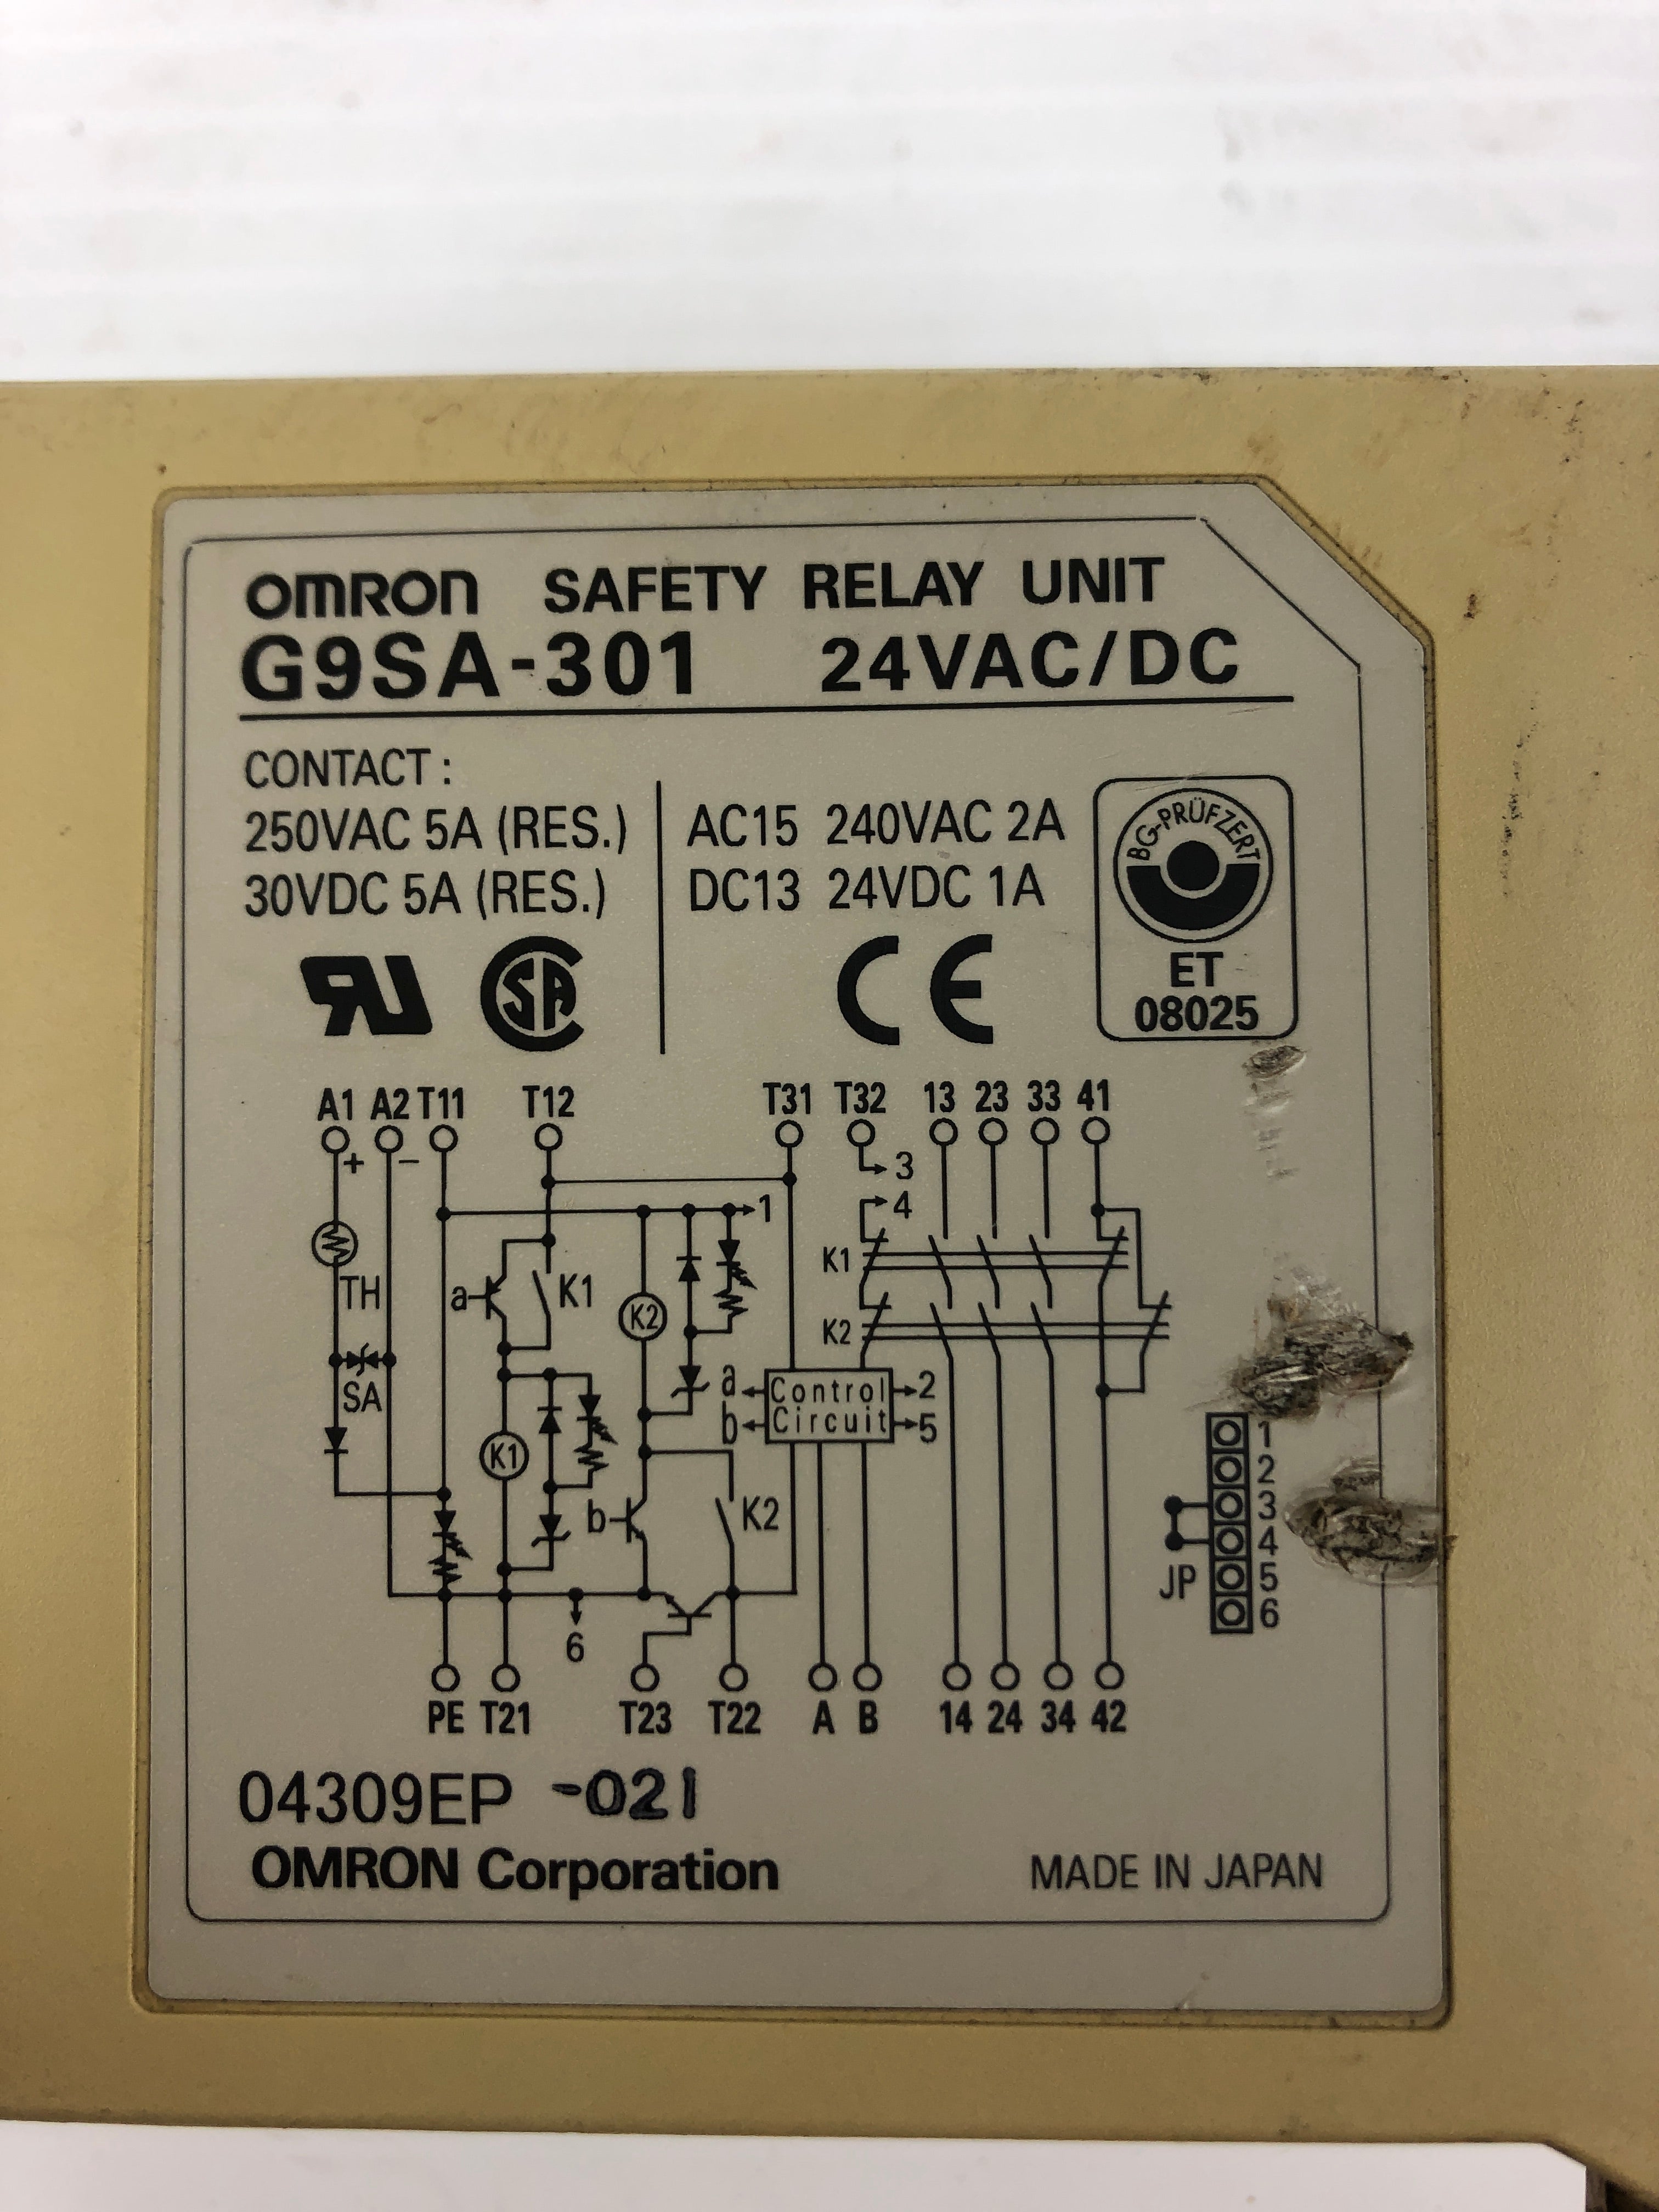 OMRON SAFETY RELAY UNIT
G9SA-301 24VAC/DC
CONTACT :
250VAC 5A (RES.)
30VDC 5A (RES.)
AC15 240VAC 2A
DC13 24VDC 1A
BG-PRÜFZERT
ET
08025
RU
CSA
CE
A1 A2 T11 T12 T31 T32 13 23 33 41
+ −
3
4
1
K1
TH
a
K1
K2
K2
SA
a Control 2
b Circuit 5
K1
b
K2
1
2
3
4
JP 5
6
6
PE T21 T23 T22 A B 14 24 34 42
04309EP -021
OMRON Corporation
MADE IN JAPAN